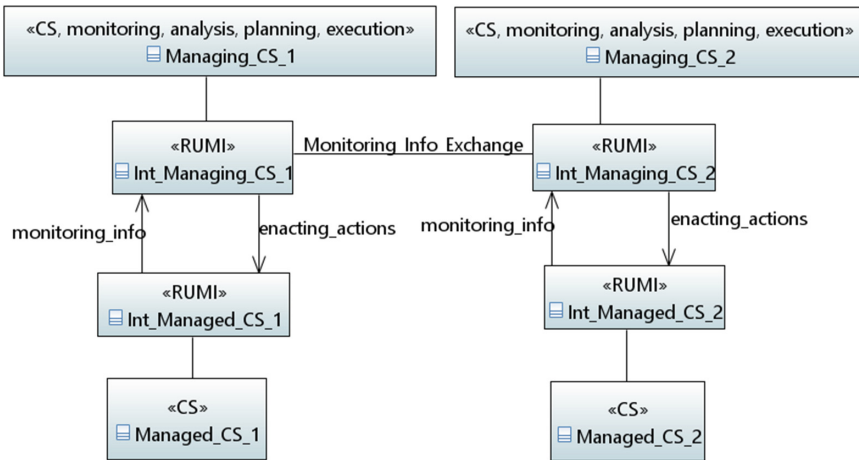 «CS, monitoring, analysis, planning, execution»
Managing_CS_1
«CS, monitoring, analysis, planning, execution»
Managing_CS_2
«RUMI»
Int_Managing_CS_1
Monitoring_Info_Exchange
«RUMI»
Int_Managing_CS_2
monitoring_info
enacting_actions
monitoring_info
enacting_actions
«RUMI»
Int_Managed_CS_1
«RUMI»
Int_Managed_CS_2
«CS»
Managed_CS_1
«CS»
Managed_CS_2